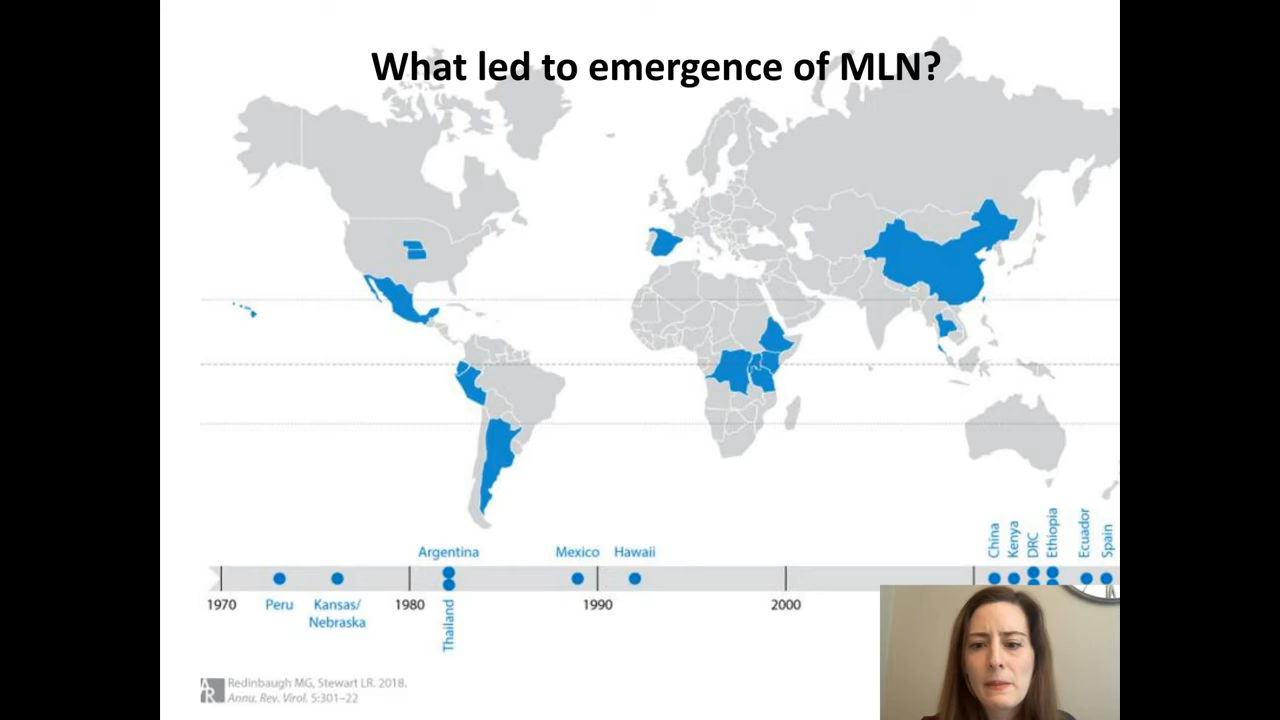 What led to emergence of MLN?
China
Kenya
DRC
Ethiopia
Ecuador
Spain
Argentina
Mexico
Hawaii
1970
Peru
Kansas/
Nebraska
1980
Thailand
1990
2000
AR
Redinbaugh MG, Stewart LR. 2018.
Annu. Rev. Virol. 5:301–22